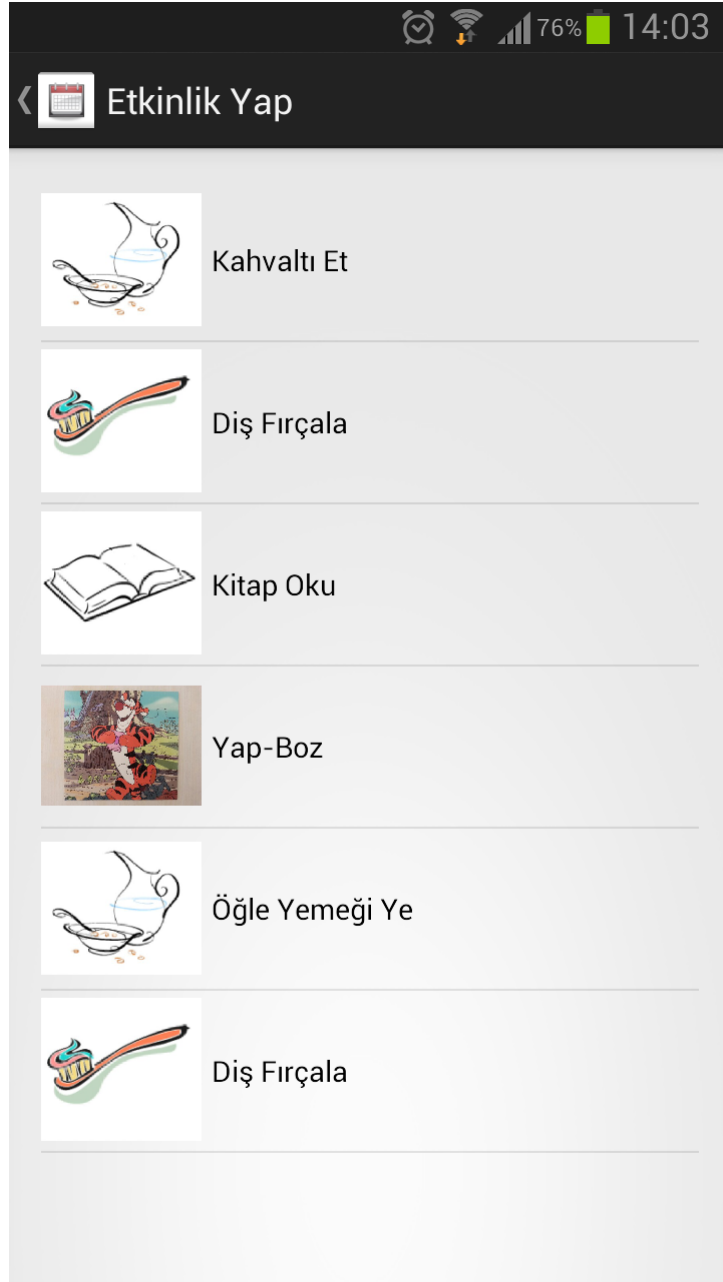 76% 14:03
Etkinlik Yap
Kahvaltı Et
Diş Fırçala
Kitap Oku
Yap-Boz
Öğle Yemeği Ye
Diş Fırçala